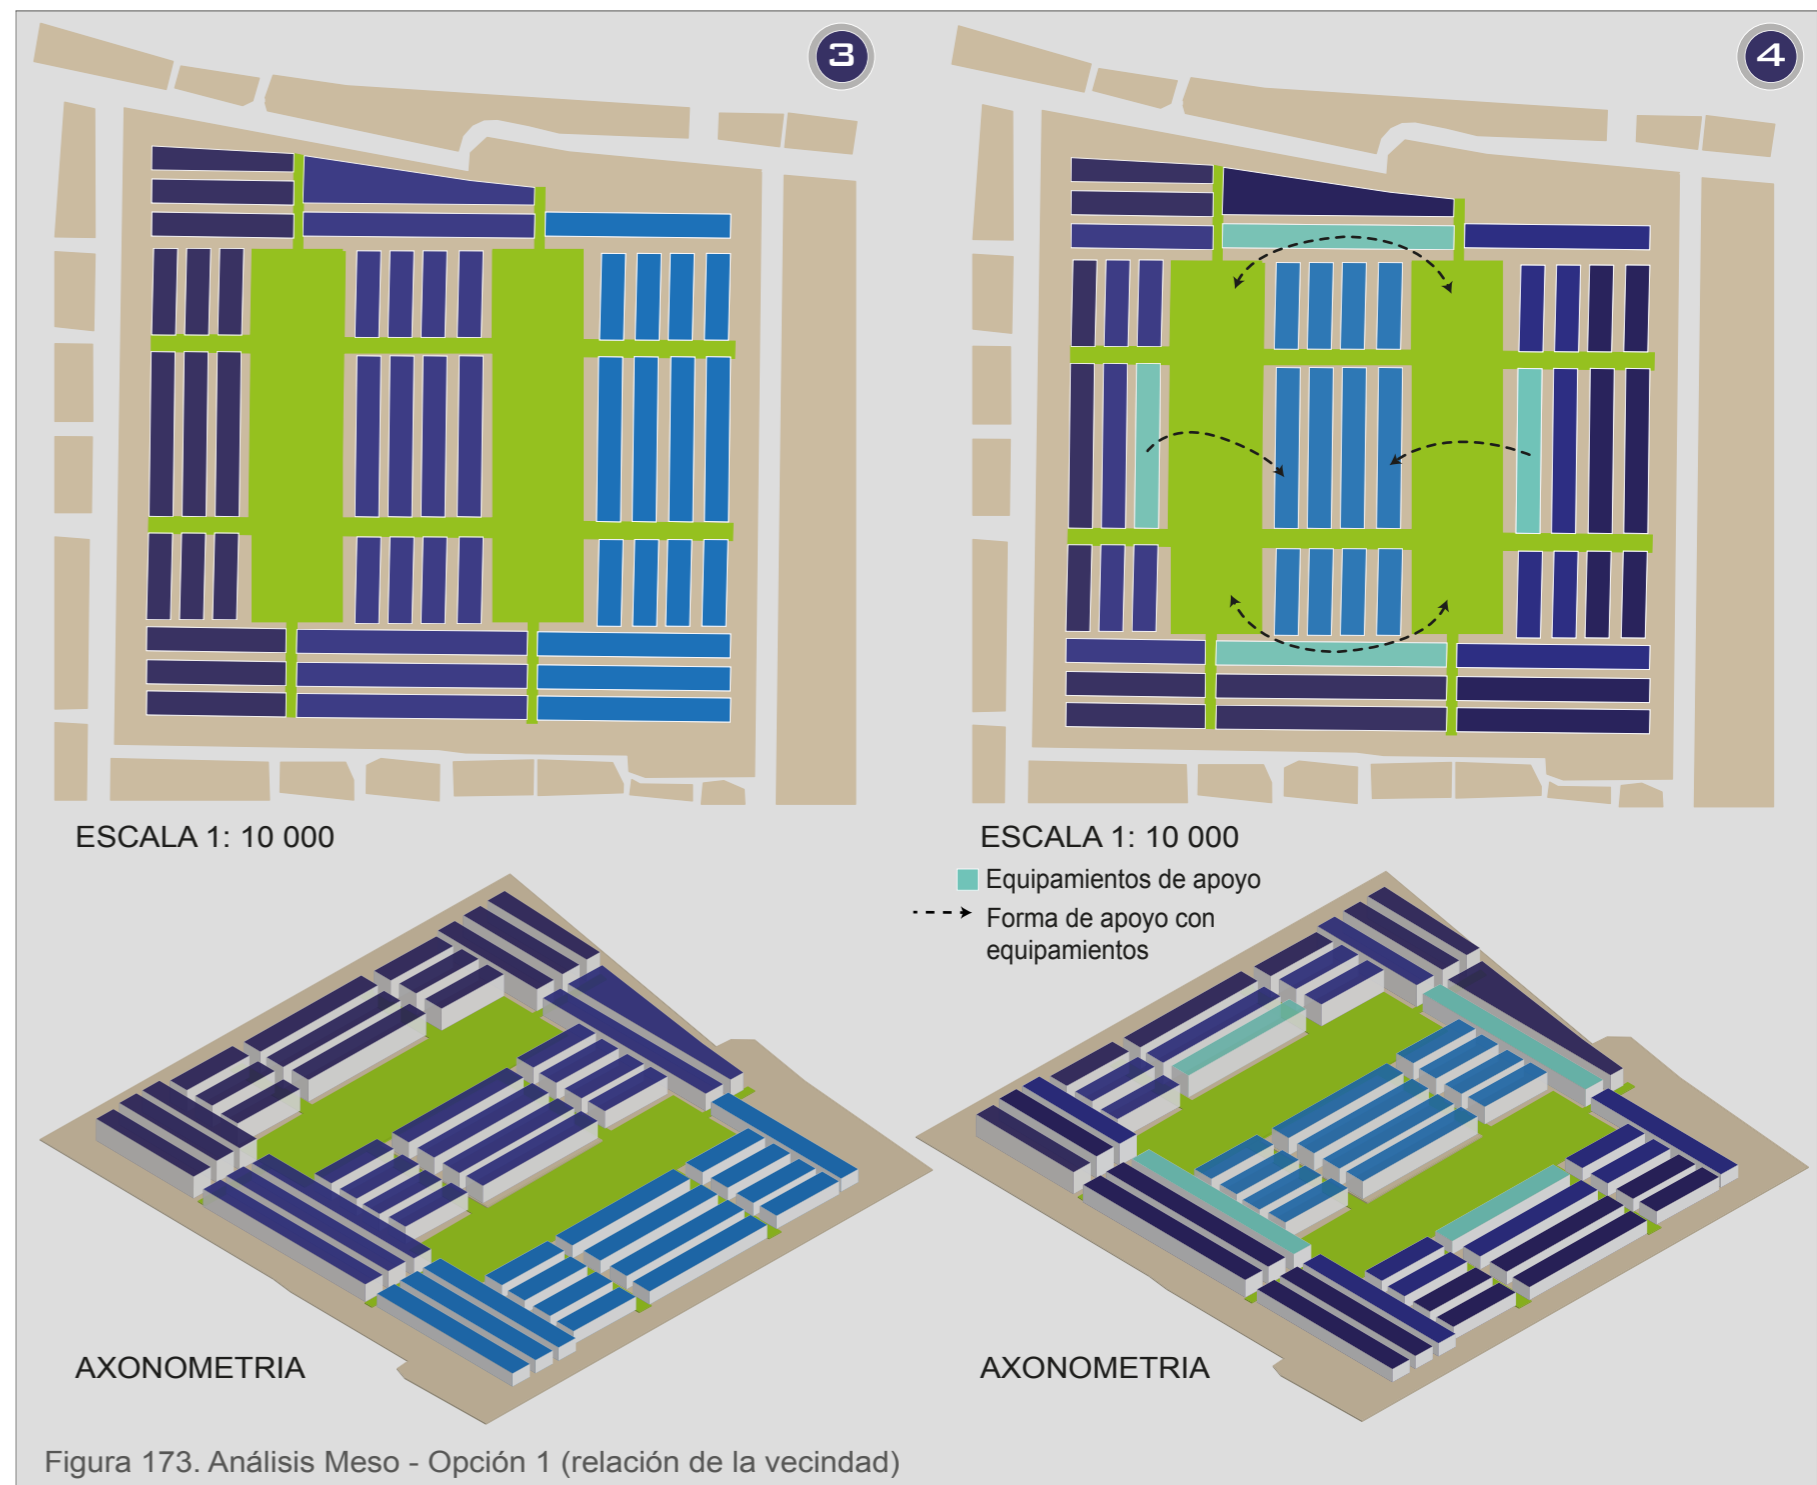 3
4
ESCALA 1: 10 000
ESCALA 1: 10 000
Equipamientos de apoyo
Forma de apoyo con
equipamientos
AXONOMETRIA
AXONOMETRIA
Figura 173. Análisis Meso - Opción 1 (relación de la vecindad)